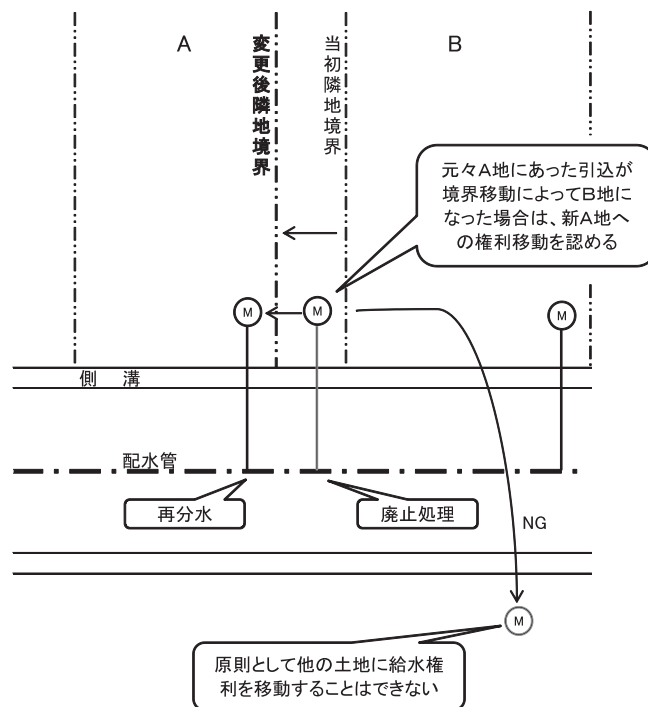 A
変更後隣地境界
当初隣地境界
B
元々A地にあった引込が
境界移動によってB地に
なった場合は、新A地へ
の権利移動を認める
M
M
M
側　溝
配水管
再分水
廃止処理
NG
M
原則として他の土地に給水権
利を移動することはできない